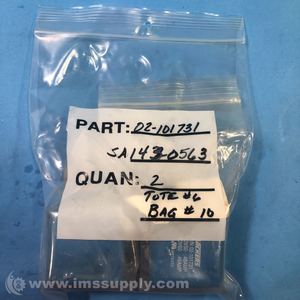 PART: 02-101731
SA143-0563
QUAN: 2
TOTE #6
BAG # 10
© www.imssupply.com